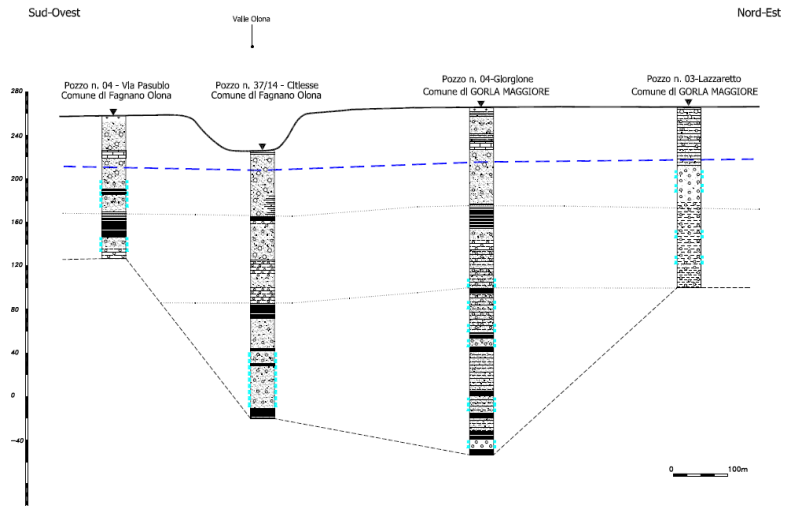 Sud-Ovest
Nord-Est
Valle Olona
Pozzo n. 04 - Via Pasubio
Comune di Fagnano Olona
Pozzo n. 37/14 - Citiesse
Comune di Fagnano Olona
Pozzo n. 04-Giorgione
Comune di GORLA MAGGIORE
Pozzo n. 03-Lazzaretto
Comune di GORLA MAGGIORE
280
240
200
160
120
80
40
0
-40
0 100m